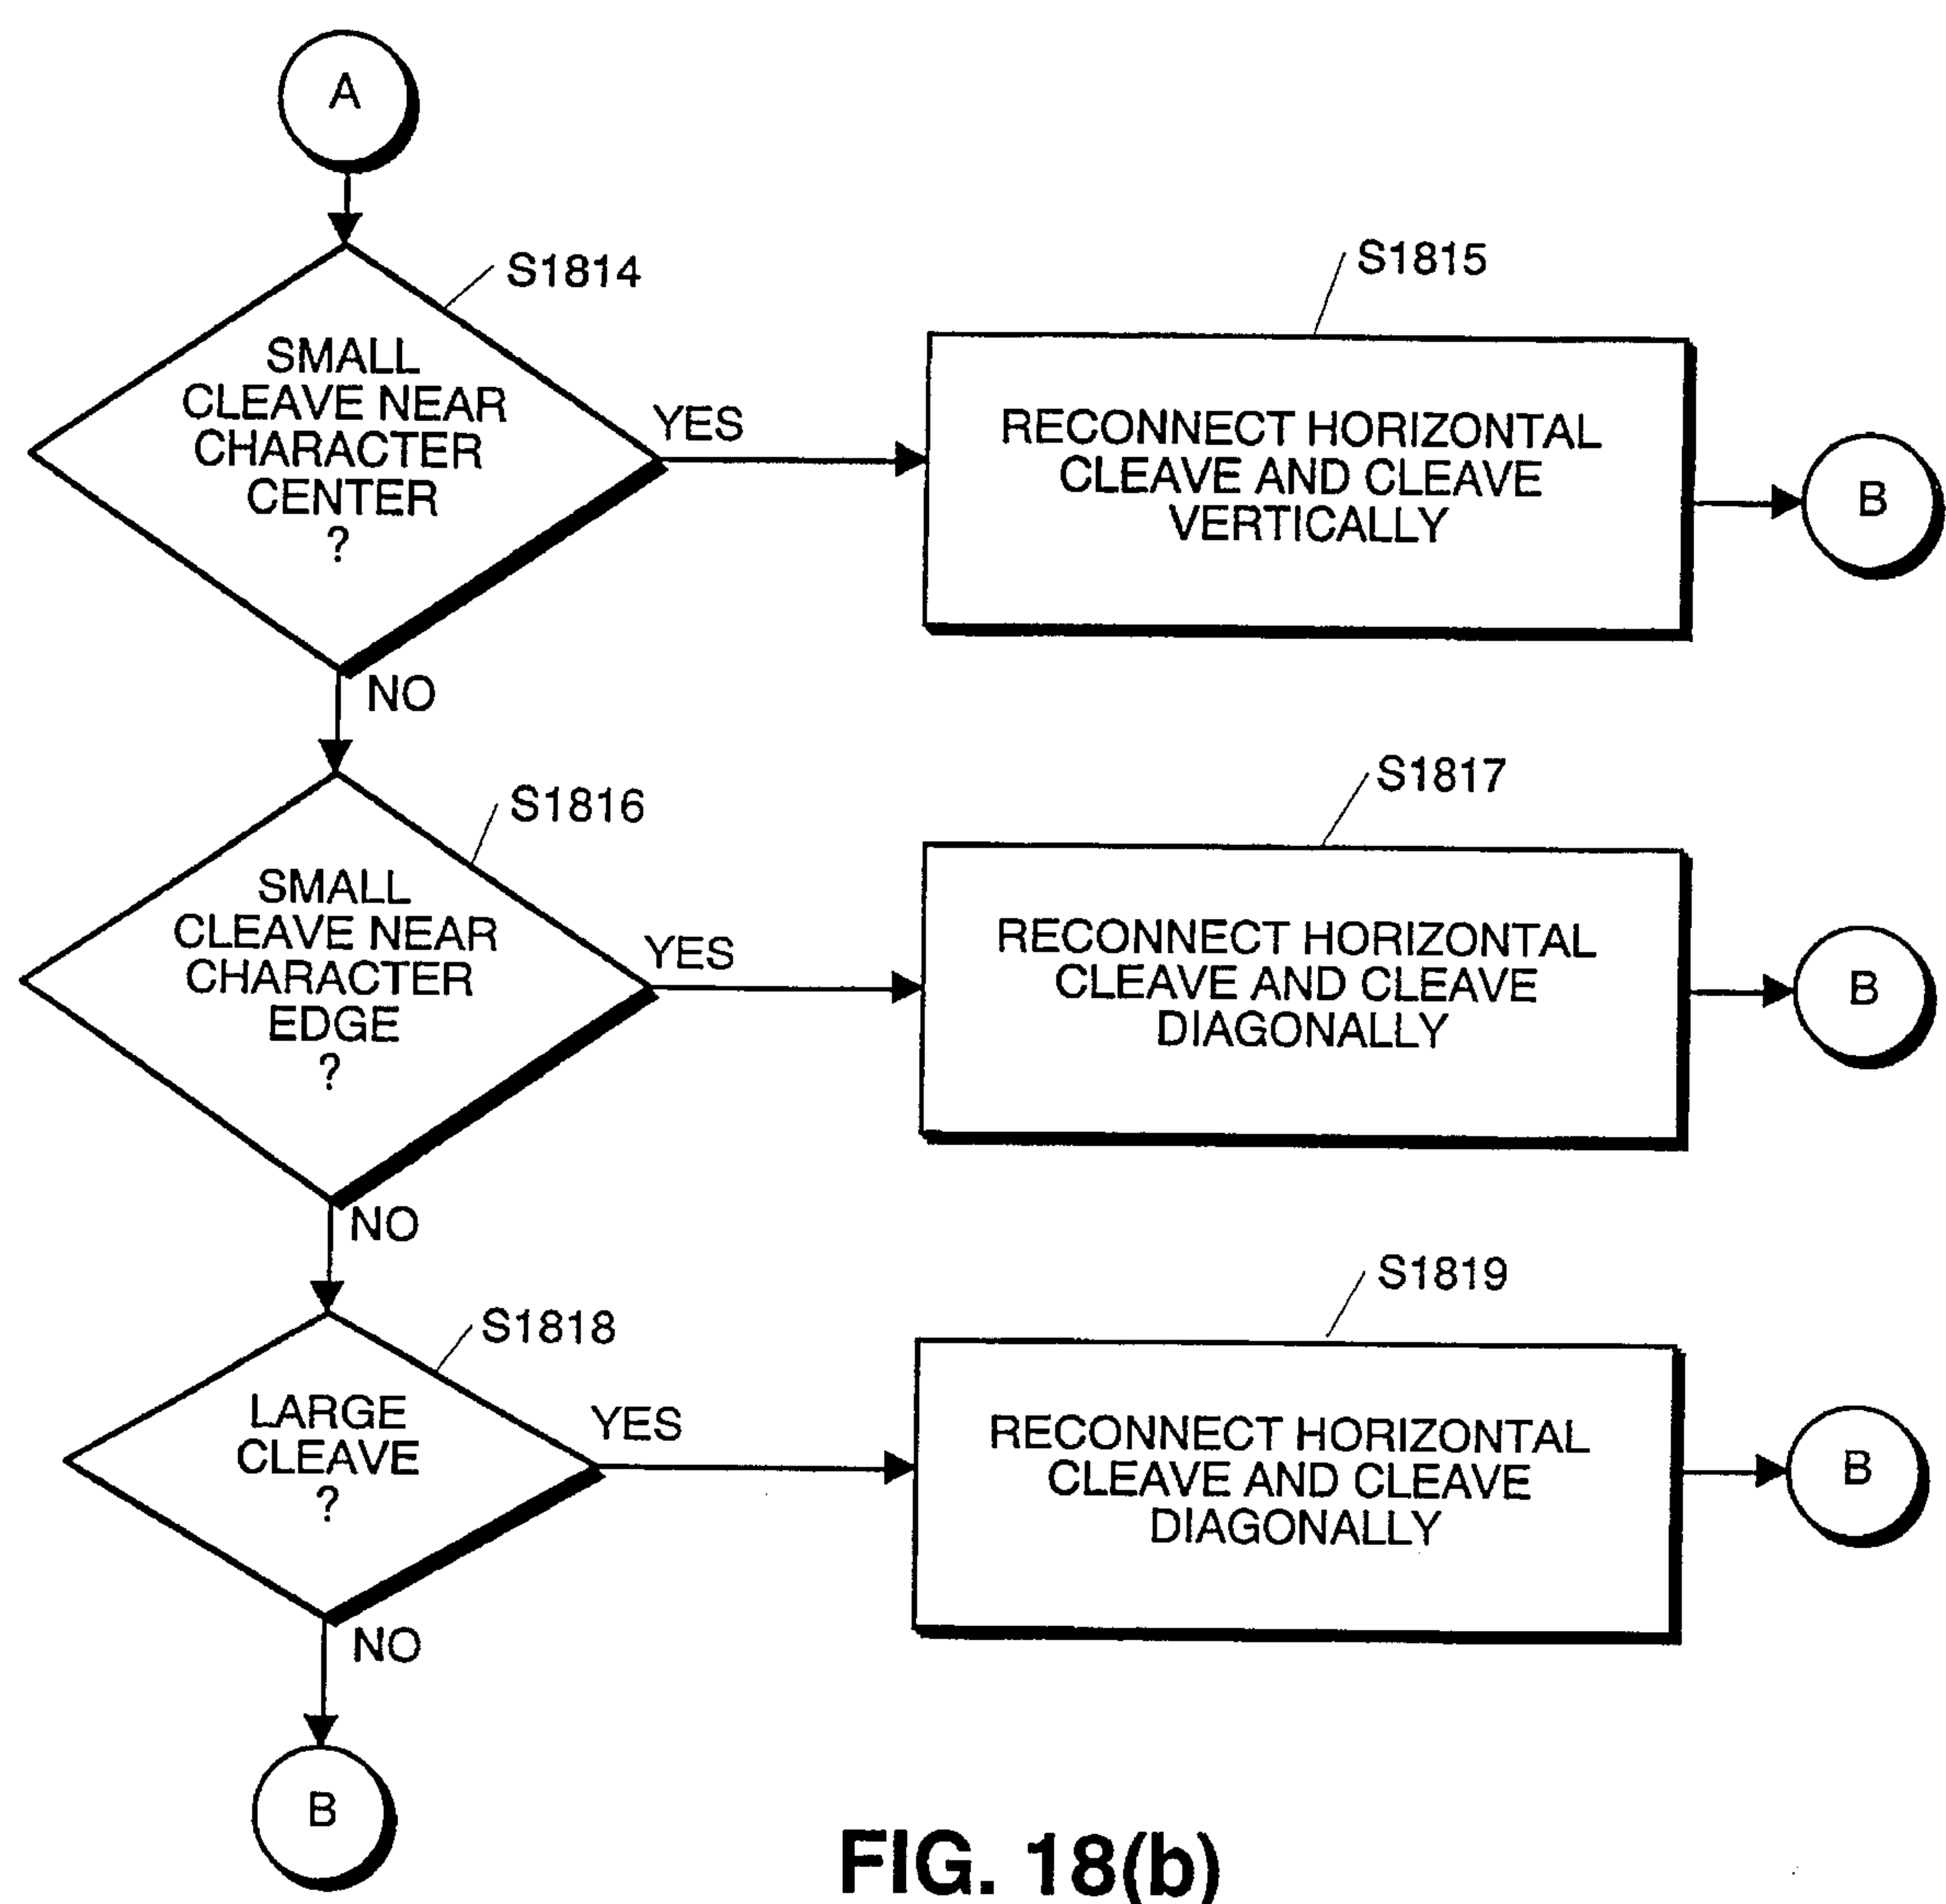 A
S1814
SMALL
CLEAVE NEAR
CHARACTER
CENTER
?
YES
NO
S1815
RECONNECT HORIZONTAL
CLEAVE AND CLEAVE
VERTICALLY
B
S1816
SMALL
CLEAVE NEAR
CHARACTER
EDGE
?
YES
NO
S1817
RECONNECT HORIZONTAL
CLEAVE AND CLEAVE
DIAGONALLY
B
S1818
LARGE
CLEAVE
?
YES
NO
S1819
RECONNECT HORIZONTAL
CLEAVE AND CLEAVE
DIAGONALLY
B
B
FIG. 18(b)